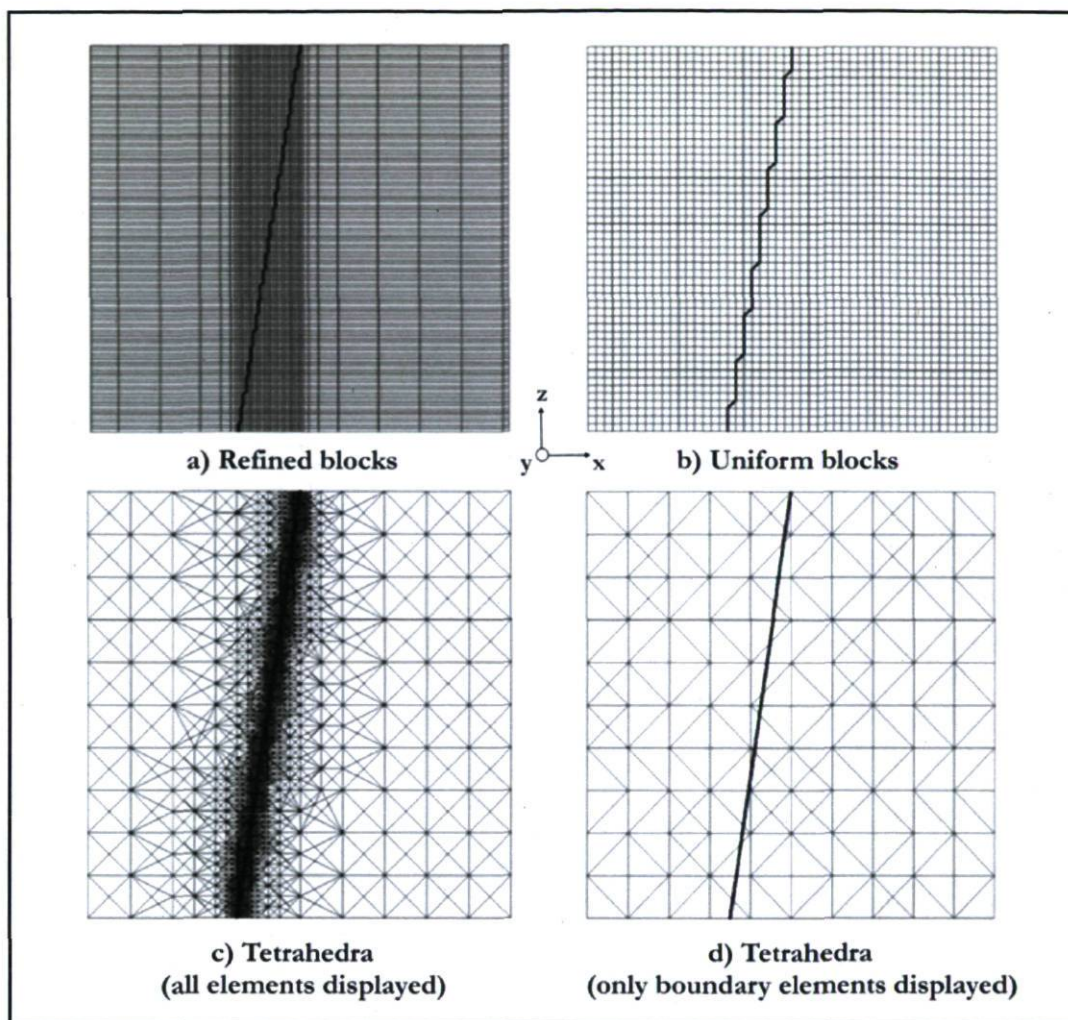 a) Refined blocks
z
y
x
b) Uniform blocks
c) Tetrahedra
(all elements displayed)
d) Tetrahedra
(only boundary elements displayed)